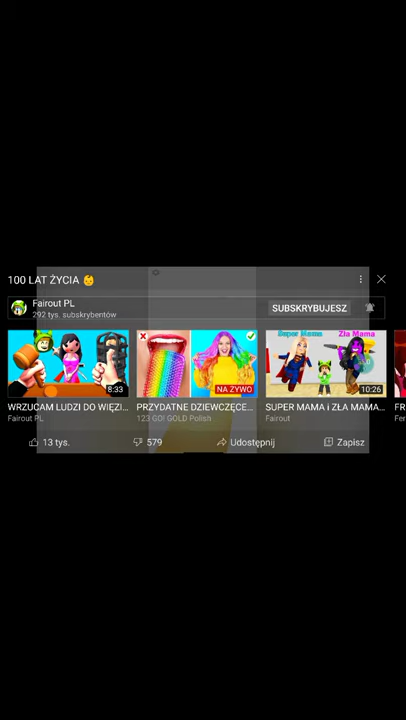 100 LAT ŻYCIA 👶
Fairout PL
292 tys. subskrybentów
SUBSKRYBUJESZ
Super Mama
Zła Mama
8:33
NA ŻYWO
10:26
WRZUCAM LUDZI DO WIĘZI...
Fairout PL
PRZYDATNE DZIEWCZĘCE...
123 GO! GOLD Polish
SUPER MAMA i ZŁA MAMA...
Fairout
FR
Fer
13 tys.
579
Udostępnij
Zapisz